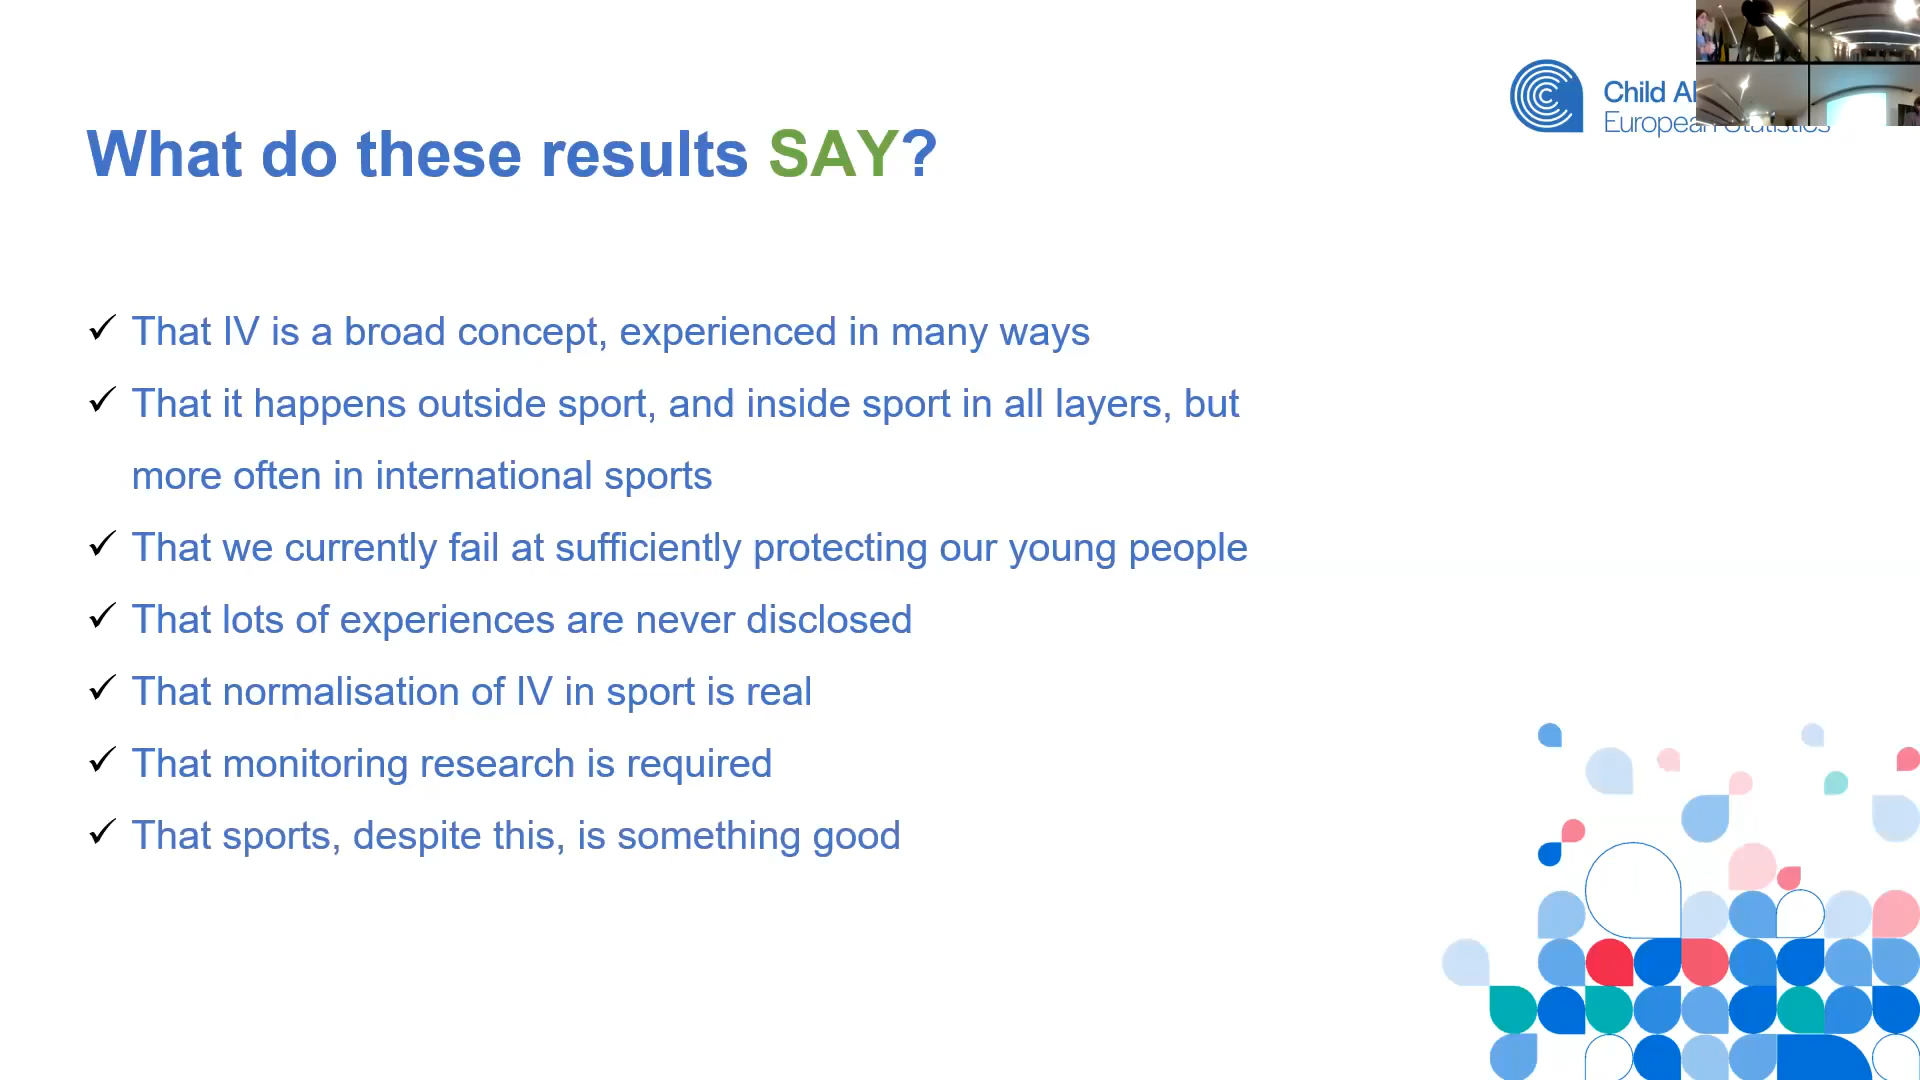 Child
European Statistics
What do these results SAY?
✓ That IV is a broad concept, experienced in many ways
✓ That it happens outside sport, and inside sport in all layers, but
more often in international sports
✓ That we currently fail at sufficiently protecting our young people
✓ That lots of experiences are never disclosed
✓ That normalisation of IV in sport is real
✓ That monitoring research is required
✓ That sports, despite this, is something good